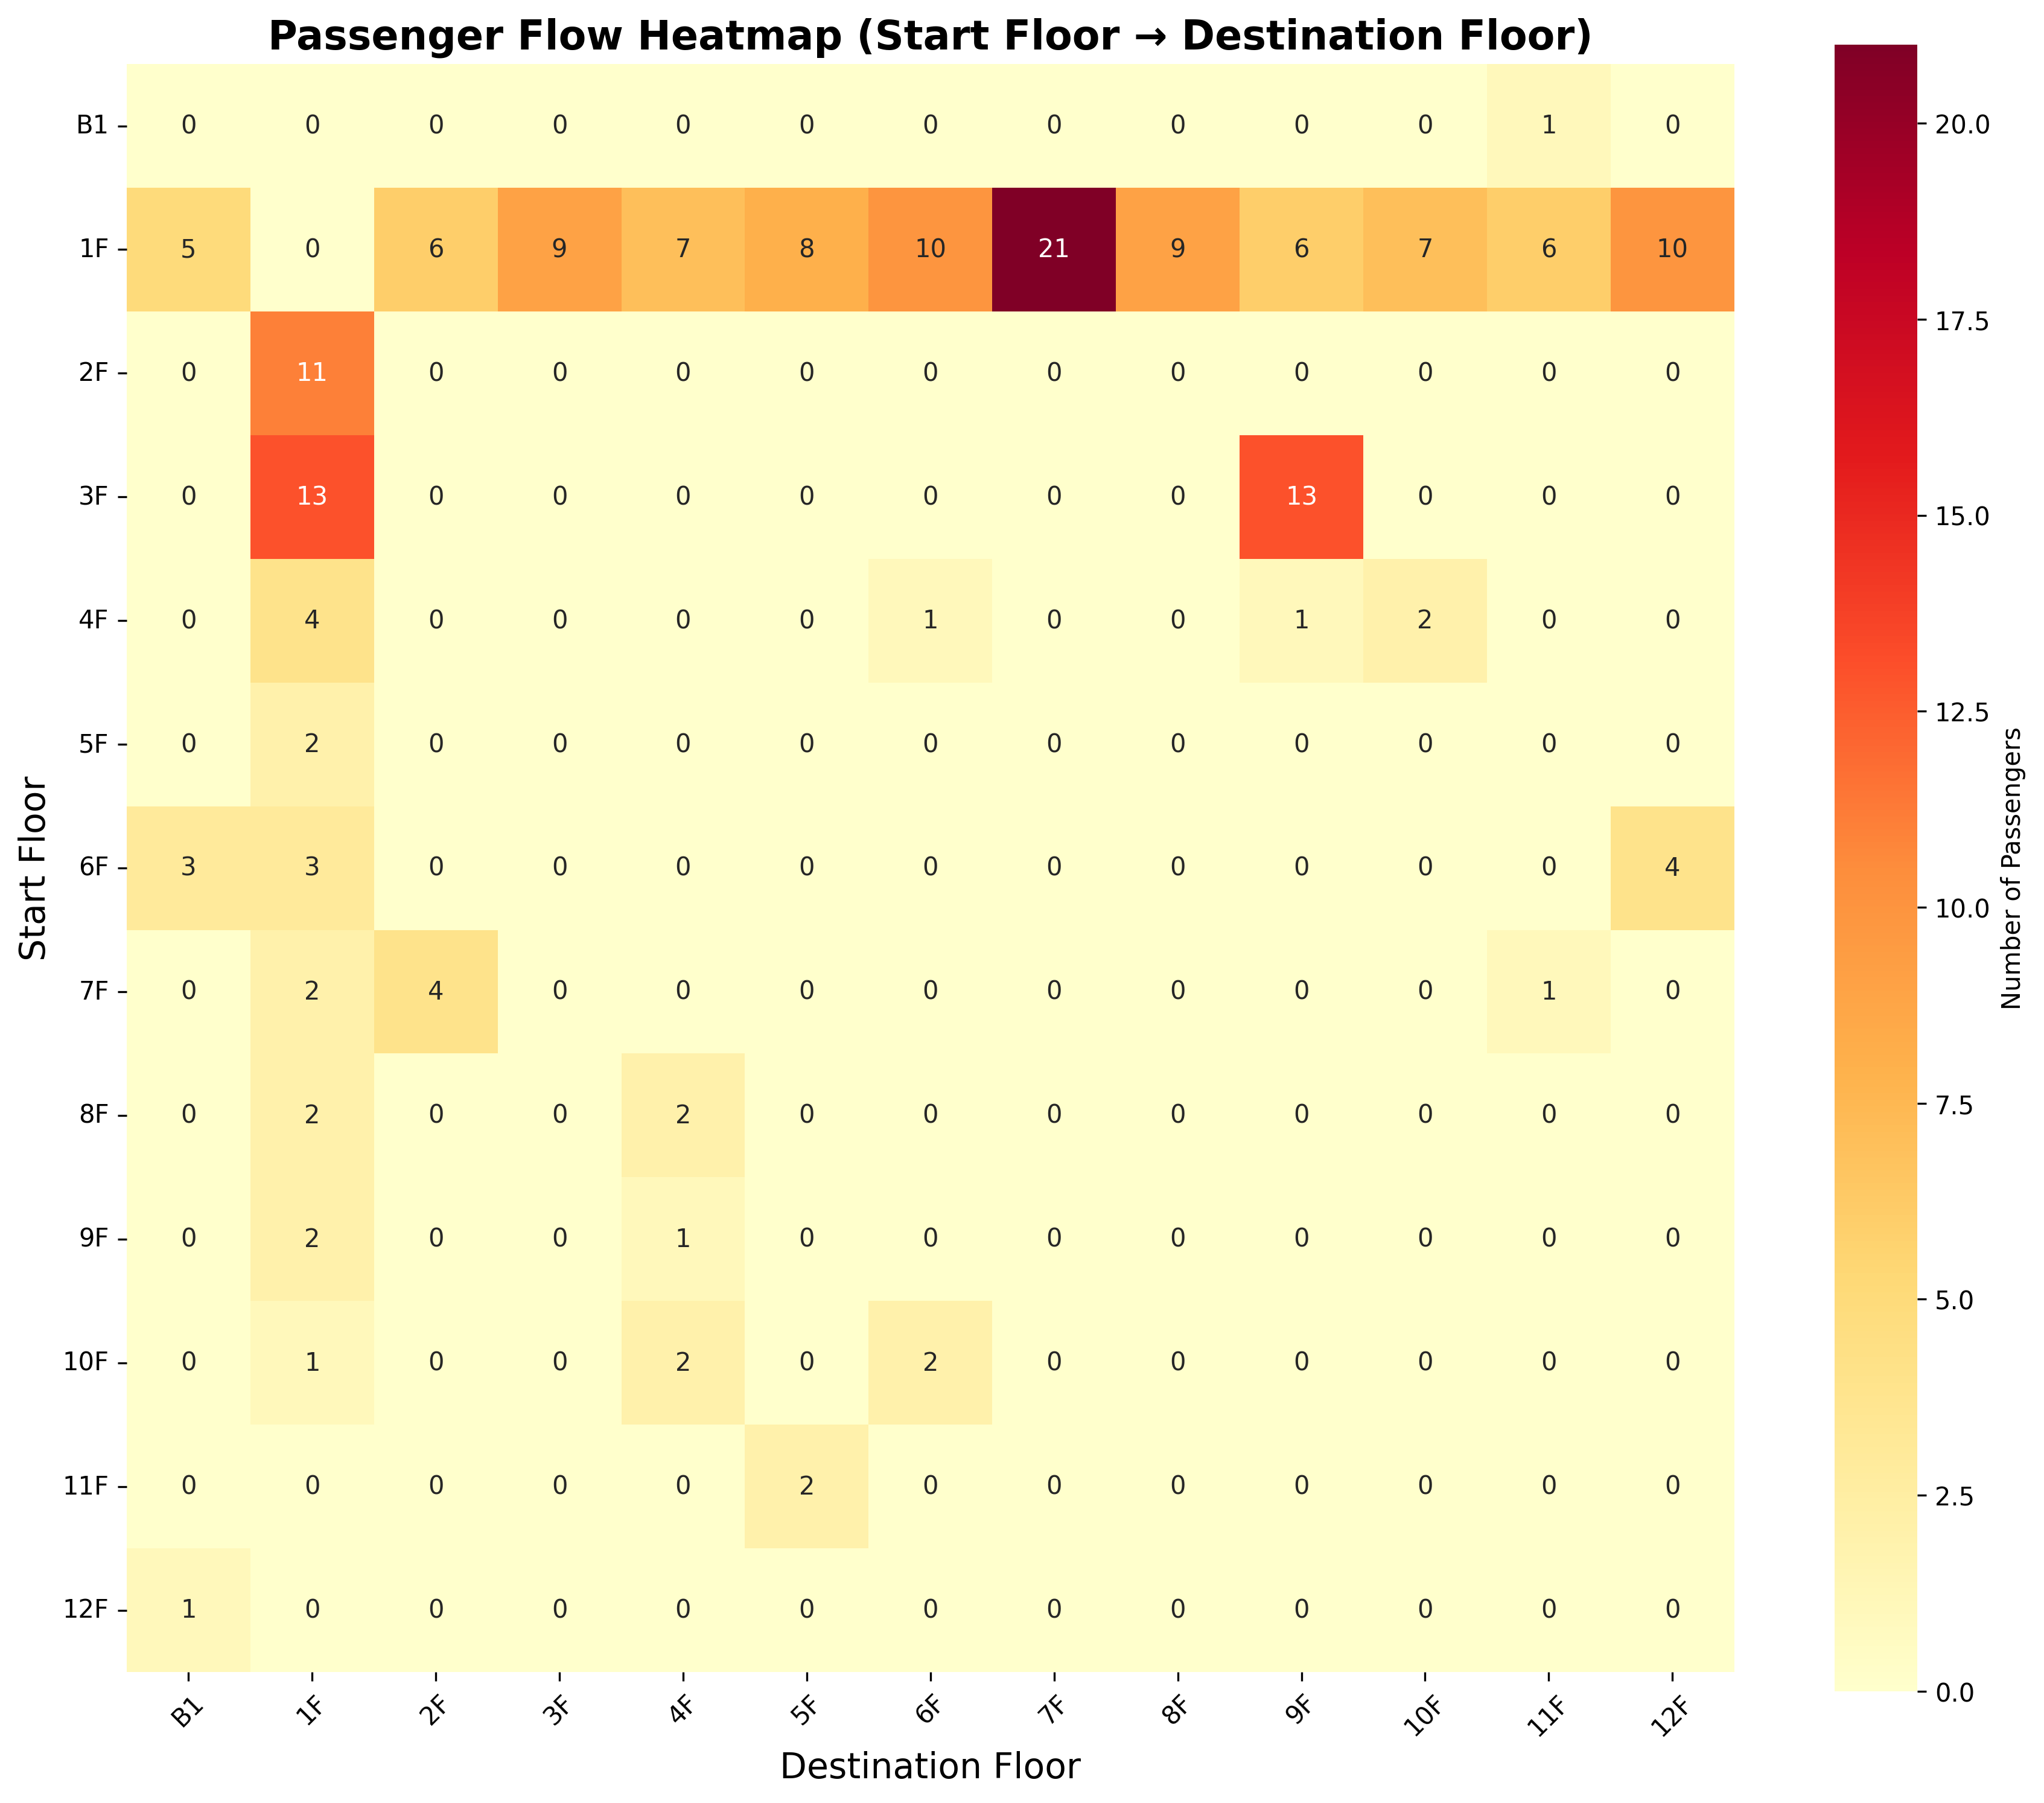 Passenger Flow Heatmap (Start Floor → Destination Floor)
B1 0 0 0 0 0 0 0 0 0 0 0 1 0
1F 5 0 6 9 7 8 10 21 9 6 7 6 10
2F 0 11 0 0 0 0 0 0 0 0 0 0 0
3F 0 13 0 0 0 0 0 0 0 13 0 0 0
4F 0 4 0 0 0 0 1 0 0 1 2 0 0
5F 0 2 0 0 0 0 0 0 0 0 0 0 0
6F 3 3 0 0 0 0 0 0 0 0 0 0 4
7F 0 2 4 0 0 0 0 0 0 0 0 1 0
8F 0 2 0 0 2 0 0 0 0 0 0 0 0
9F 0 2 0 0 1 0 0 0 0 0 0 0 0
10F 0 1 0 0 2 0 2 0 0 0 0 0 0
11F 0 0 0 0 0 2 0 0 0 0 0 0 0
12F 1 0 0 0 0 0 0 0 0 0 0 0 0
B1 1F 2F 3F 4F 5F 6F 7F 8F 9F 10F 11F 12F
Destination Floor
Start Floor
20.0
17.5
15.0
12.5
10.0
7.5
5.0
2.5
0.0
Number of Passengers